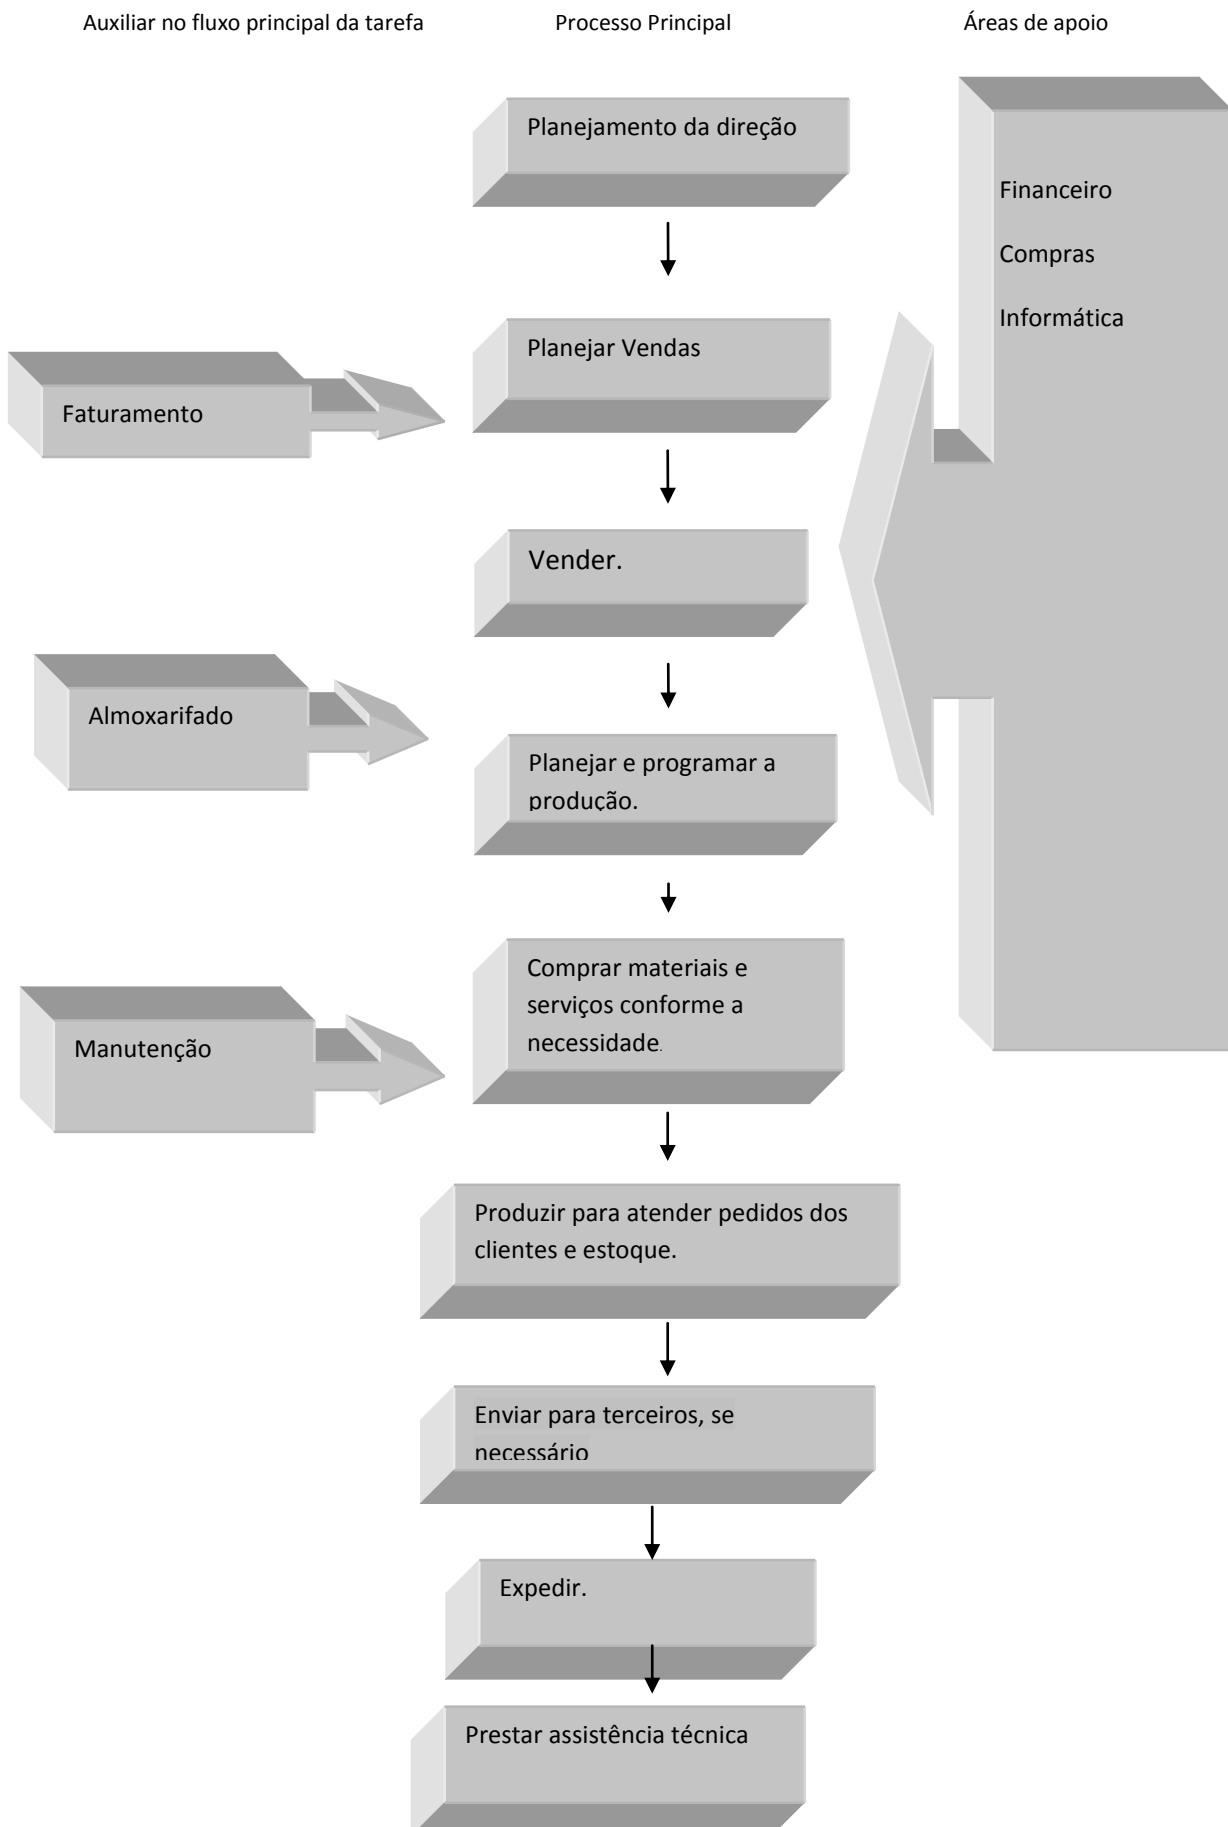 Auxiliar no fluxo principal da tarefa
Processo Principal
Áreas de apoio
Planejamento da direção
Financeiro
Compras
Informática
Planejar Vendas
Faturamento
Vender.
Almoxarifado
Planejar e programar a
produção.
Comprar materiais e
serviços conforme a
necessidade.
Manutenção
Produzir para atender pedidos dos
clientes e estoque.
Enviar para terceiros, se
necessário
Expedir.
Prestar assistência técnica